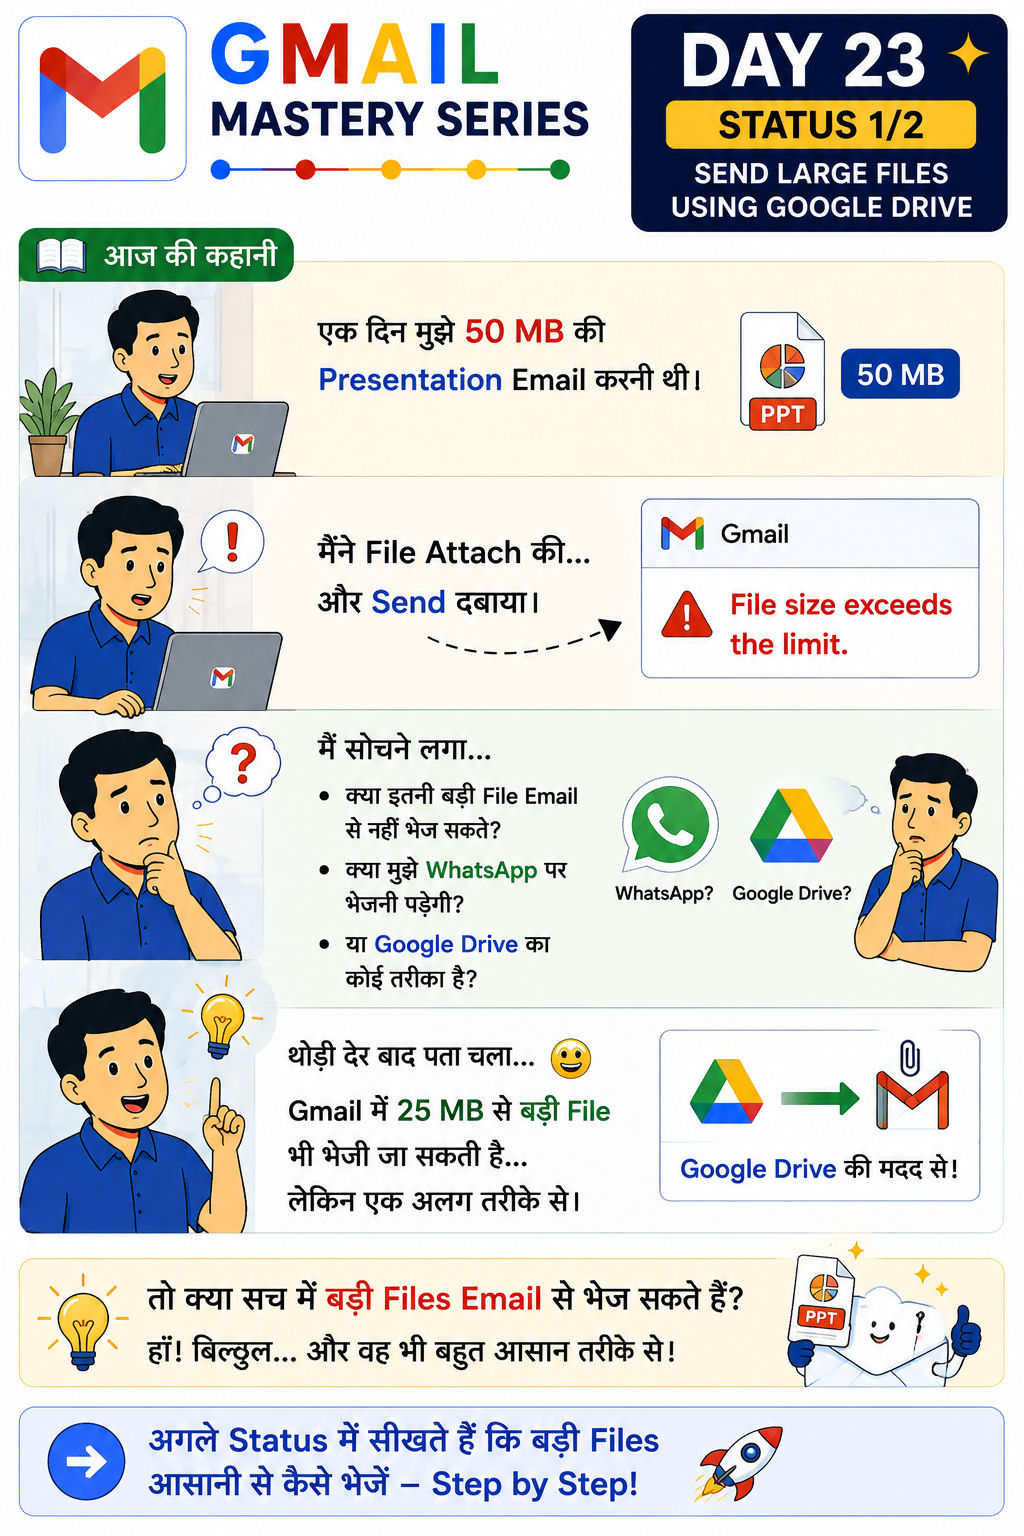 GMAIL
MASTERY SERIES
DAY 23
STATUS 1/2
SEND LARGE FILES
USING GOOGLE DRIVE
आज की कहानी
एक दिन मुझे 50 MB की
Presentation Email करनी थी!
PPT
50 MB
!
मैंने File Attach की...
और Send दबाया।
Gmail
File size exceeds
the limit.
?
मैं सोचने लगा...
• क्या इतनी बड़ी File Email
से नहीं भेज सकते?
• क्या मुझे WhatsApp पर
भेजनी पड़ेगी?
• या Google Drive का
कोई तरीका है?
WhatsApp?
Google Drive?
थोड़ी देर बाद पता चला...
Gmail में 25 MB से बड़ी File
भी भेजी जा सकती है...
लेकिन एक अलग तरीके से।
Google Drive की मदद से!
तो क्या सच में बड़ी Files Email से भेज सकते हैं?
हाँ! बिल्ठुल... और वह भी बहुत आसान तरीके से!
PPT
अगले Status में सीखते हैं कि बड़ी Files
आसानी से कैसे भेजें – Step by Step!